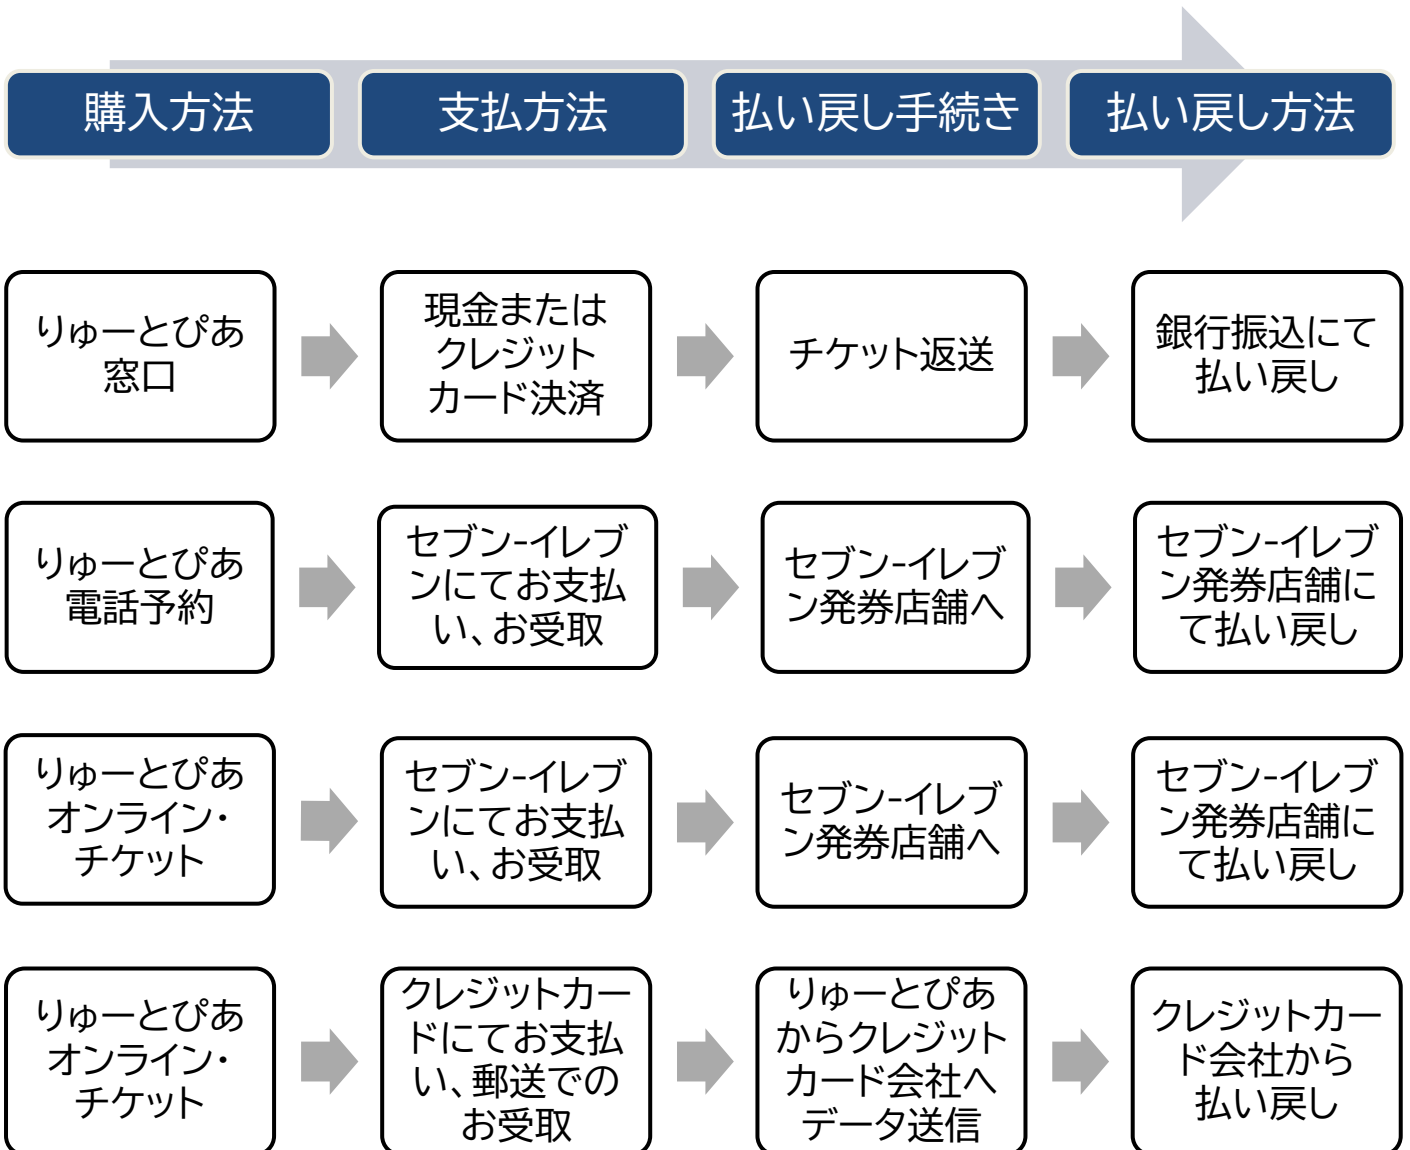 購入方法
支払方法
払い戻し手続き
払い戻し方法
りゅーとぴあ
窓口
現金または
クレジット
カード決済
チケット返送
銀行振込にて
払い戻し
りゅーとぴあ
電話予約
セブン-イレブ
ンにてお支払
い、お受取
セブン-イレブ
ン発券店舗へ
セブン-イレブ
ン発券店舗に
て払い戻し
りゅーとぴあ
オンライン・
チケット
セブン-イレブ
ンにてお支払
い、お受取
セブン-イレブ
ン発券店舗へ
セブン-イレブ
ン発券店舗に
て払い戻し
りゅーとぴあ
オンライン・
チケット
クレジットカー
ドにてお支払
い、郵送での
お受取
りゅーとぴあ
からクレジット
カード会社へ
データ送信
クレジットカー
ド会社から
払い戻し